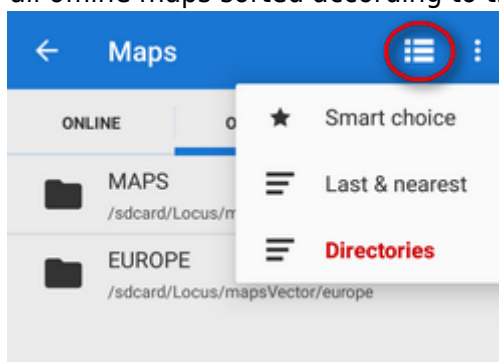 Maps
Smart choice
ONLINE
MAPS
Last & nearest
/sdcard/Locus/m
EUROPE
Directories
/sdcard/Locus/mapsVector/europe